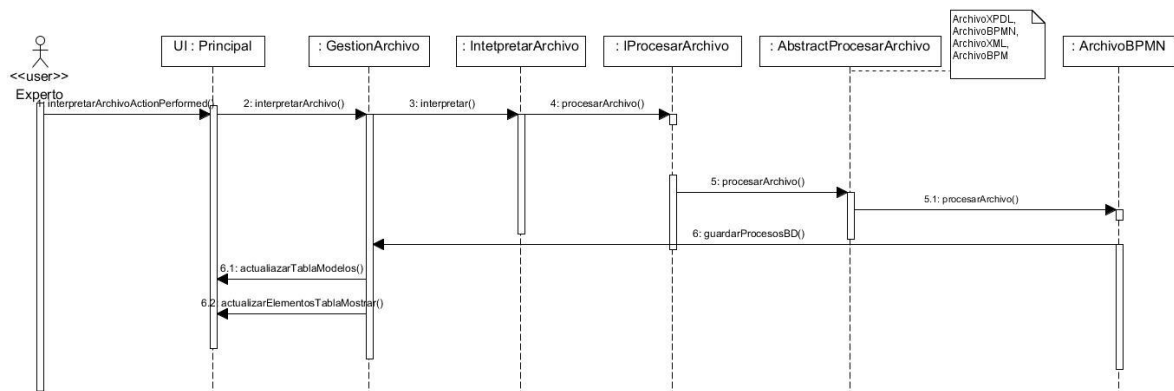 ArchivoXPDL,
ArchivoBPMN,
ArchivoXML,
ArchivoBPM
UI : Principal
: GestionArchivo
: IntetpretarArchivo
: IProcesarArchivo
: AbstractProcesarArchivo
: ArchivoBPMN
<<user>>
Experto
1: interpretarArchivoActionPerformed()
2: interpretarArchivo()
3: interpretar()
4: procesarArchivo()
5: procesarArchivo()
5.1: procesarArchivo()
6: guardarProcesosBD()
6.1: actualiazarTablaModelos()
6.2: actualizarElementosTablaMostrar()